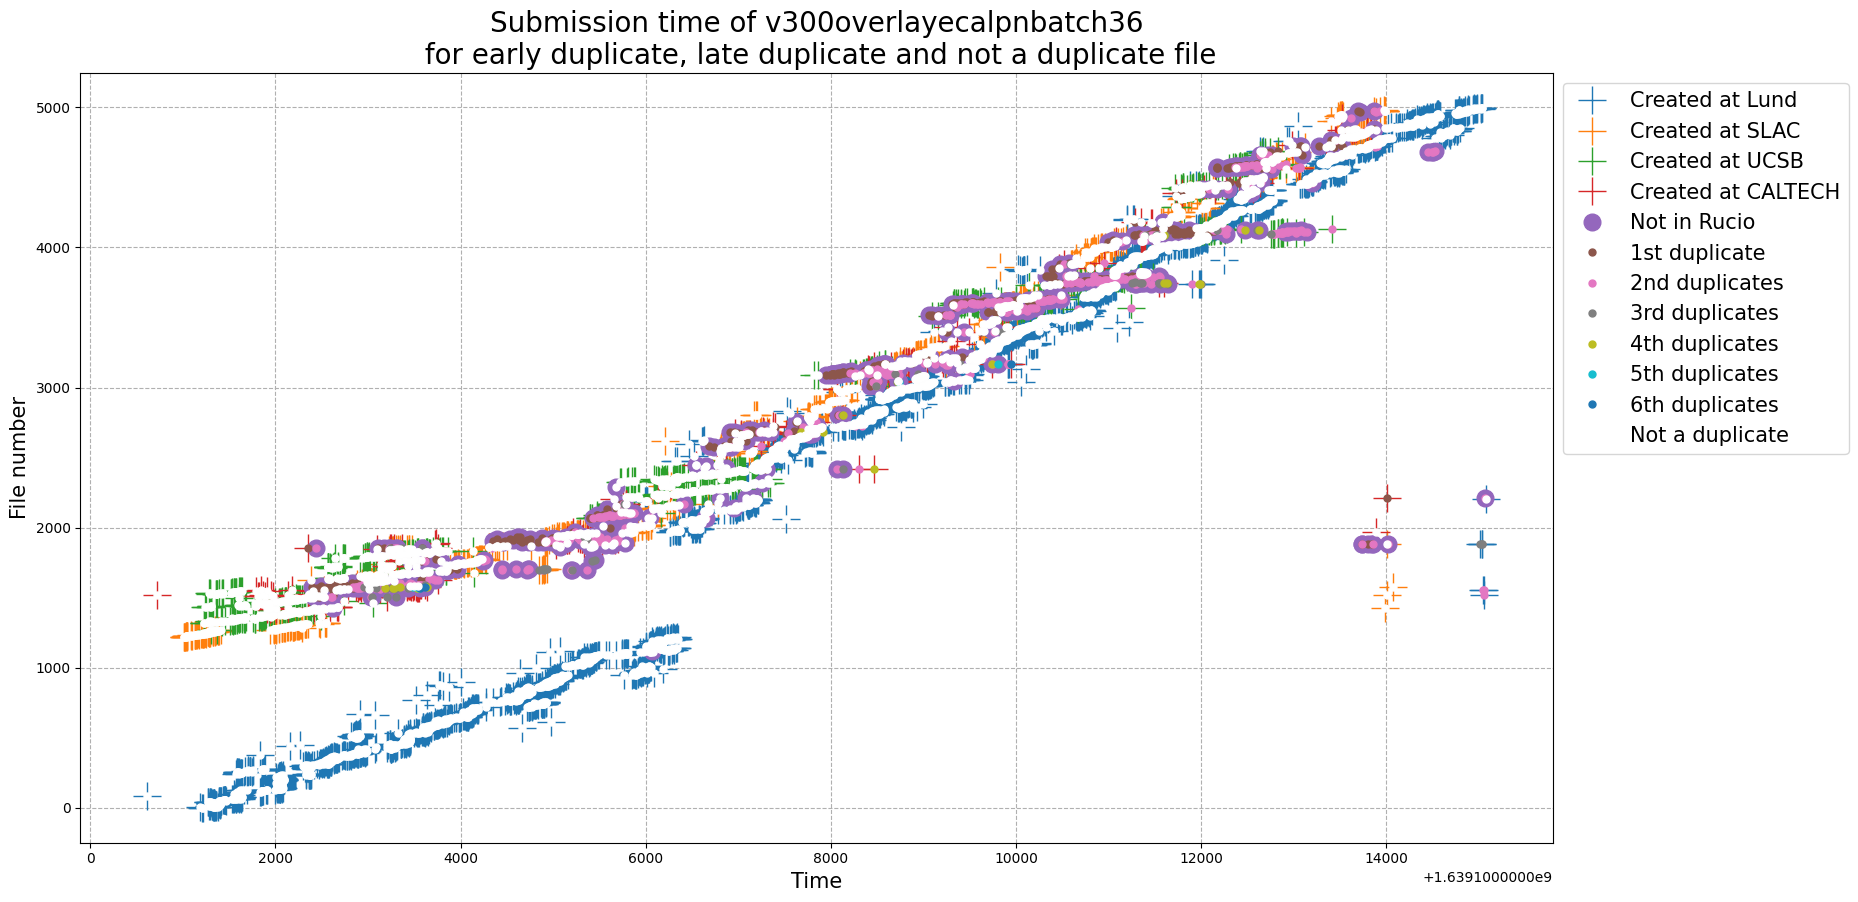 Submission time of v300overlayecalpnbatch36
for early duplicate, late duplicate and not a duplicate file
File number
5000
4000
3000
2000
1000
0
0
2000
4000
6000
8000
10000
12000
14000
+1.6391000000e9
Time
Created at Lund
Created at SLAC
Created at UCSB
Created at CALTECH
Not in Rucio
1st duplicate
2nd duplicates
3rd duplicates
4th duplicates
5th duplicates
6th duplicates
Not a duplicate